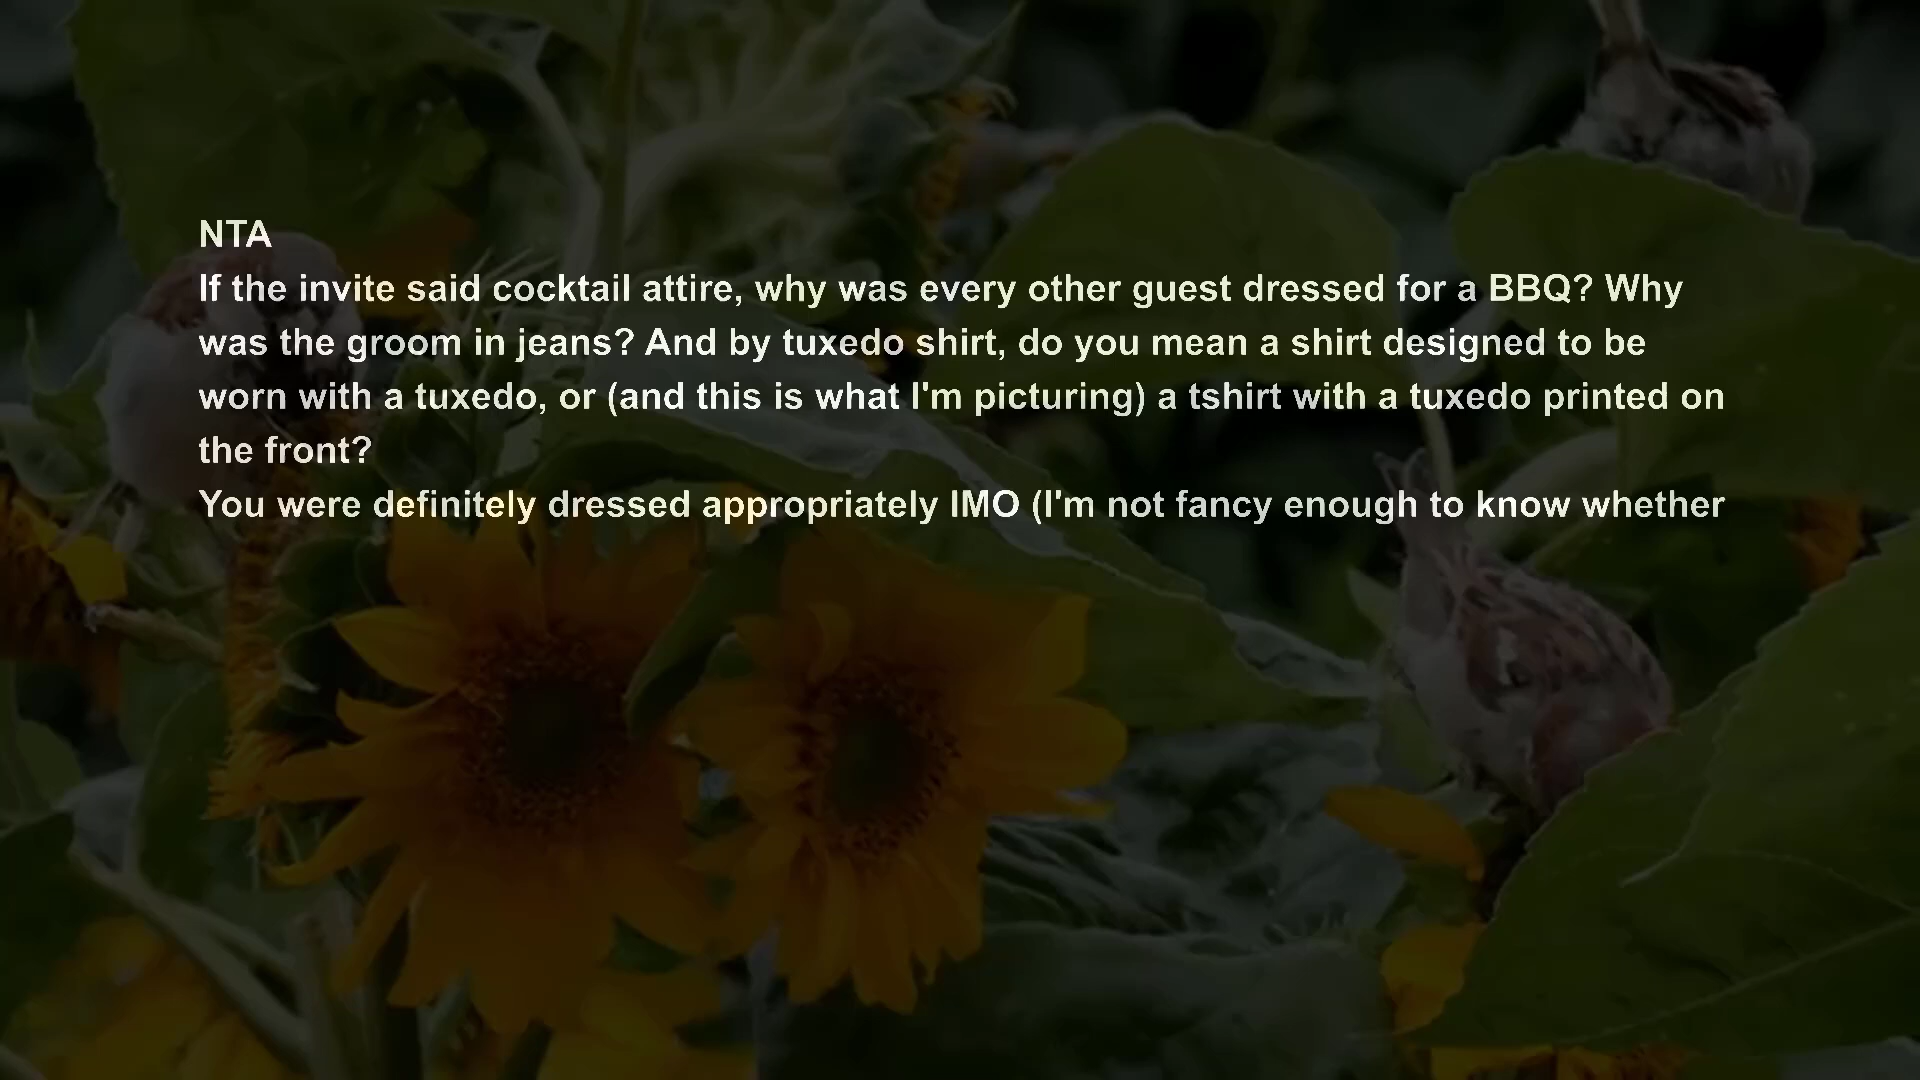 NTA
If the invite said cocktail attire, why was every other guest dressed for a BBQ? Why
was the groom in jeans? And by tuxedo shirt, do you mean a shirt designed to be
worn with a tuxedo, or (and this is what I'm picturing) a tshirt with a tuxedo printed on
the front?
You were definitely dressed appropriately IMO (I'm not fancy enough to know whether